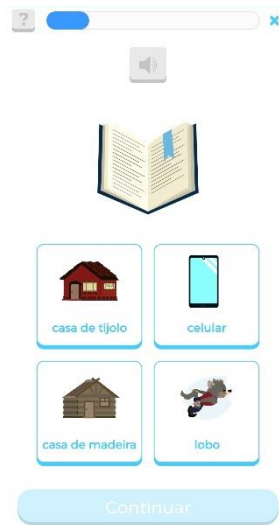 ?
x
casa de tijolo
celular
casa de madeira
lobo
Continuar